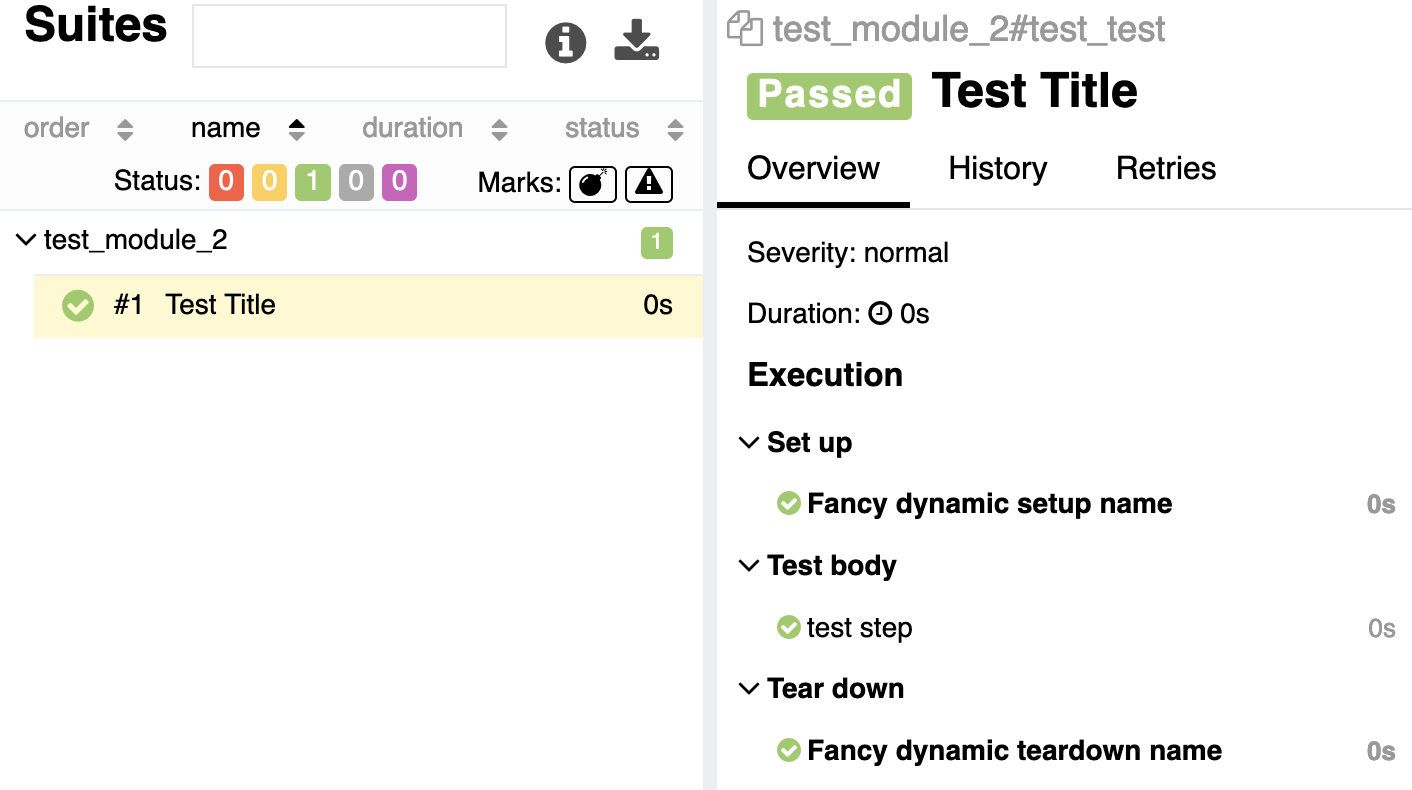 Suites
order name duration status
Status: 0 0 1 0 0 Marks:
test_module_2 1
#1 Test Title 0s
test_module_2#test_test
Passed Test Title
Overview History Retries
Severity: normal
Duration: 0s
Execution
Set up
Fancy dynamic setup name 0s
Test body
test step 0s
Tear down
Fancy dynamic teardown name 0s